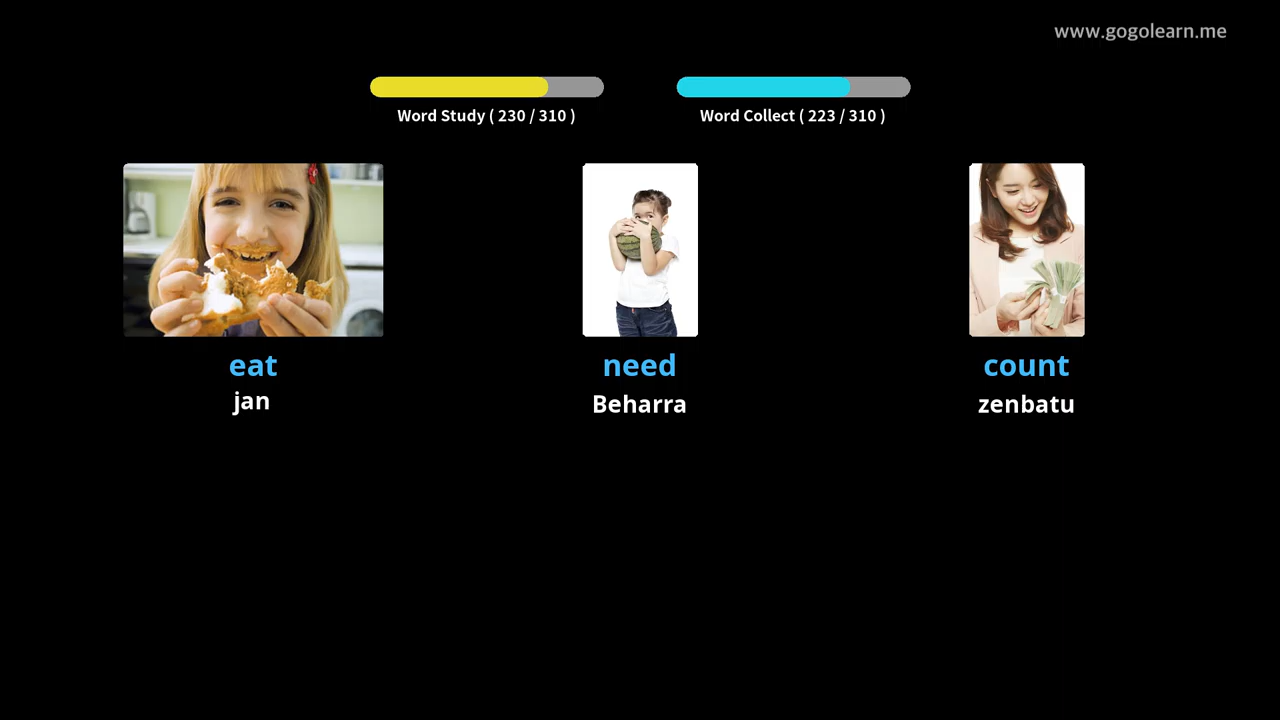 www.gogolearn.me
Word Study ( 230 / 310 )
Word Collect ( 223 / 310 )
eat
jan
need
Beharra
count
zenbatu